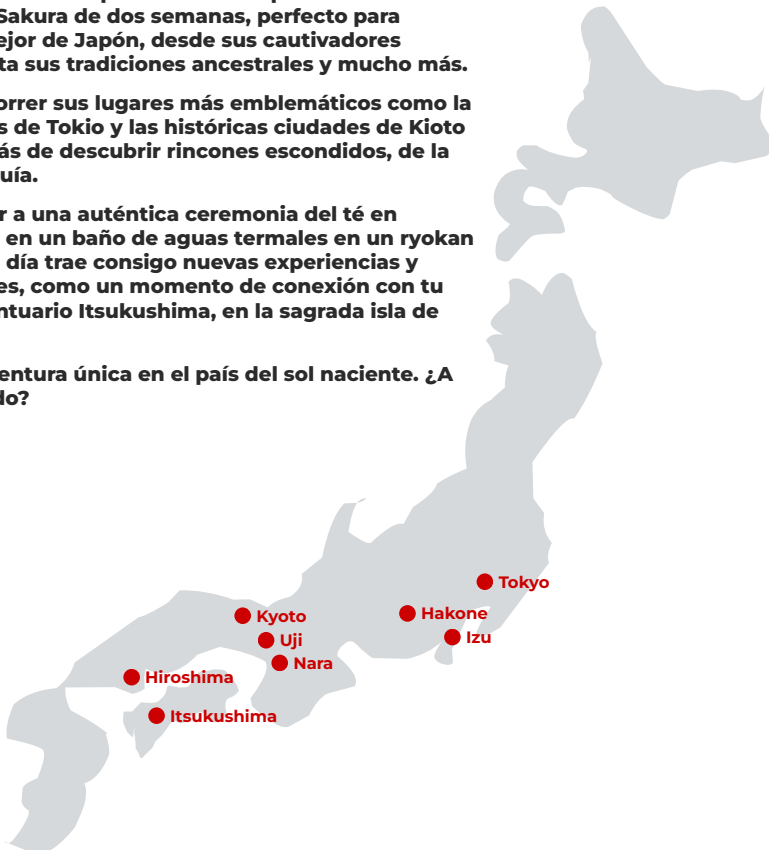 Sakura de dos semanas, perfecto para
ejor de Japón, desde sus cautivadores
ta sus tradiciones ancestrales y mucho más.
orrer sus lugares más emblemáticos como la
s de Tokio y las históricas ciudades de Kioto
ás de descubrir rincones escondidos, de la
uía.
r a una auténtica ceremonia del té en
en un baño de aguas termales en un ryokan
día trae consigo nuevas experiencias y
es, como un momento de conexión con tu
ntuario Itsukushima, en la sagrada isla de
entura única en el país del sol naciente. ¿A
do?
Tokyo
Kyoto
Hakone
Uji
Izu
Nara
Hiroshima
Itsukushima